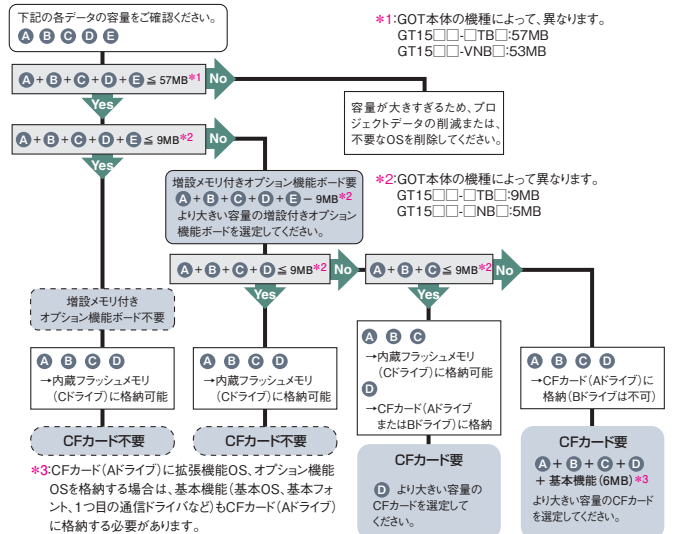 下記の各データの容量をご確認ください。
A B C D E
*1:GOT本体の機種によって、異なります。
GT15□□-□TB□:57MB
GT15□□-VNB□:53MB
A+B+C+D+E≦57MB*1
No
Yes
容量が大きすぎるため、プロ
ジェクトデータの削減または、
不要なOSを削除してください。
A+B+C+D+E≦9MB*2
No
Yes
増設メモリ付きオプション機能ボード要
A+B+C+D+E−9MB*2
より大きい容量の増設付きオプション
機能ボードを選定してください。
*2:GOT本体の機種によって異なります。
GT15□□-□TB□:9MB
GT15□□-□NB□:5MB
A+B+C+D≦9MB*2
No
Yes
A+B+C≦9MB*2
No
Yes
増設メモリ付き
オプション機能ボード不要
A B C D
→内蔵フラッシュメモリ
(Cドライブ)に格納可能
CFカード不要
A B C D
→内蔵フラッシュメモリ
(Cドライブ)に格納可能
CFカード不要
A B C
→内蔵フラッシュメモリ
(Cドライブ)に格納可能
D
→CFカード(Aドライブ
またはBドライブ)に格納
CFカード要
D より大きい容量の
CFカードを選定して
ください。
A B C D
→CFカード(Aドライブ)に
格納(Bドライブは不可)
CFカード要
A+B+C+D
+基本機能(6MB)*3
より大きい容量のCFカード
を選定してください。
*3:CFカード(Aドライブ)に拡張機能OS、オプション機能
OSを格納する場合は、基本機能(基本OS、基本フォ
ント、1つ目の通信ドライバなど)もCFカード(Aドライブ)
に格納する必要があります。